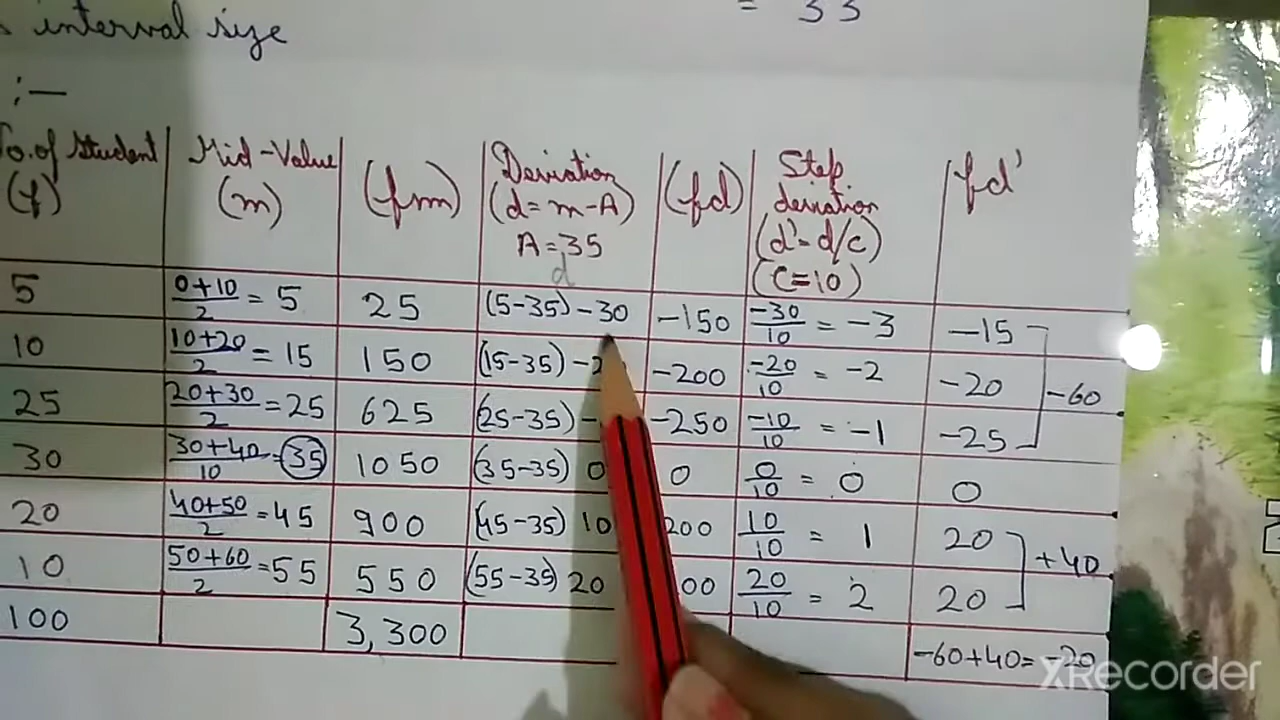 = 33
interval size
:—
No. of Student (f) | Mid-Value (m) | (fm) | Deviation (d=m-A) A=35 d | (fd) | Step deviation (d'=d/c) (C=10) | fd'
5 | 0+10/2 = 5 | 25 | (5-35) -30 | -150 | -30/10 = -3 | -15
10 | 10+20/2 = 15 | 150 | (15-35) | -200 | -20/10 = -2 | -20 | -60
25 | 20+30/2 = 25 | 625 | (25-35) | -250 | -10/10 = -1 | -25
30 | 30+40/10 = 35 | 1050 | (35-35) 0 | 0 | 0/10 = 0 | 0
20 | 40+50/2 = 45 | 900 | (45-35) 10 | 200 | 10/10 = 1 | 20 | +40
10 | 50+60/2 = 55 | 550 | (55-35) 20 | 00 | 20/10 = 2 | 20
100 | 3,300 | -60+40= -20
XRecorder